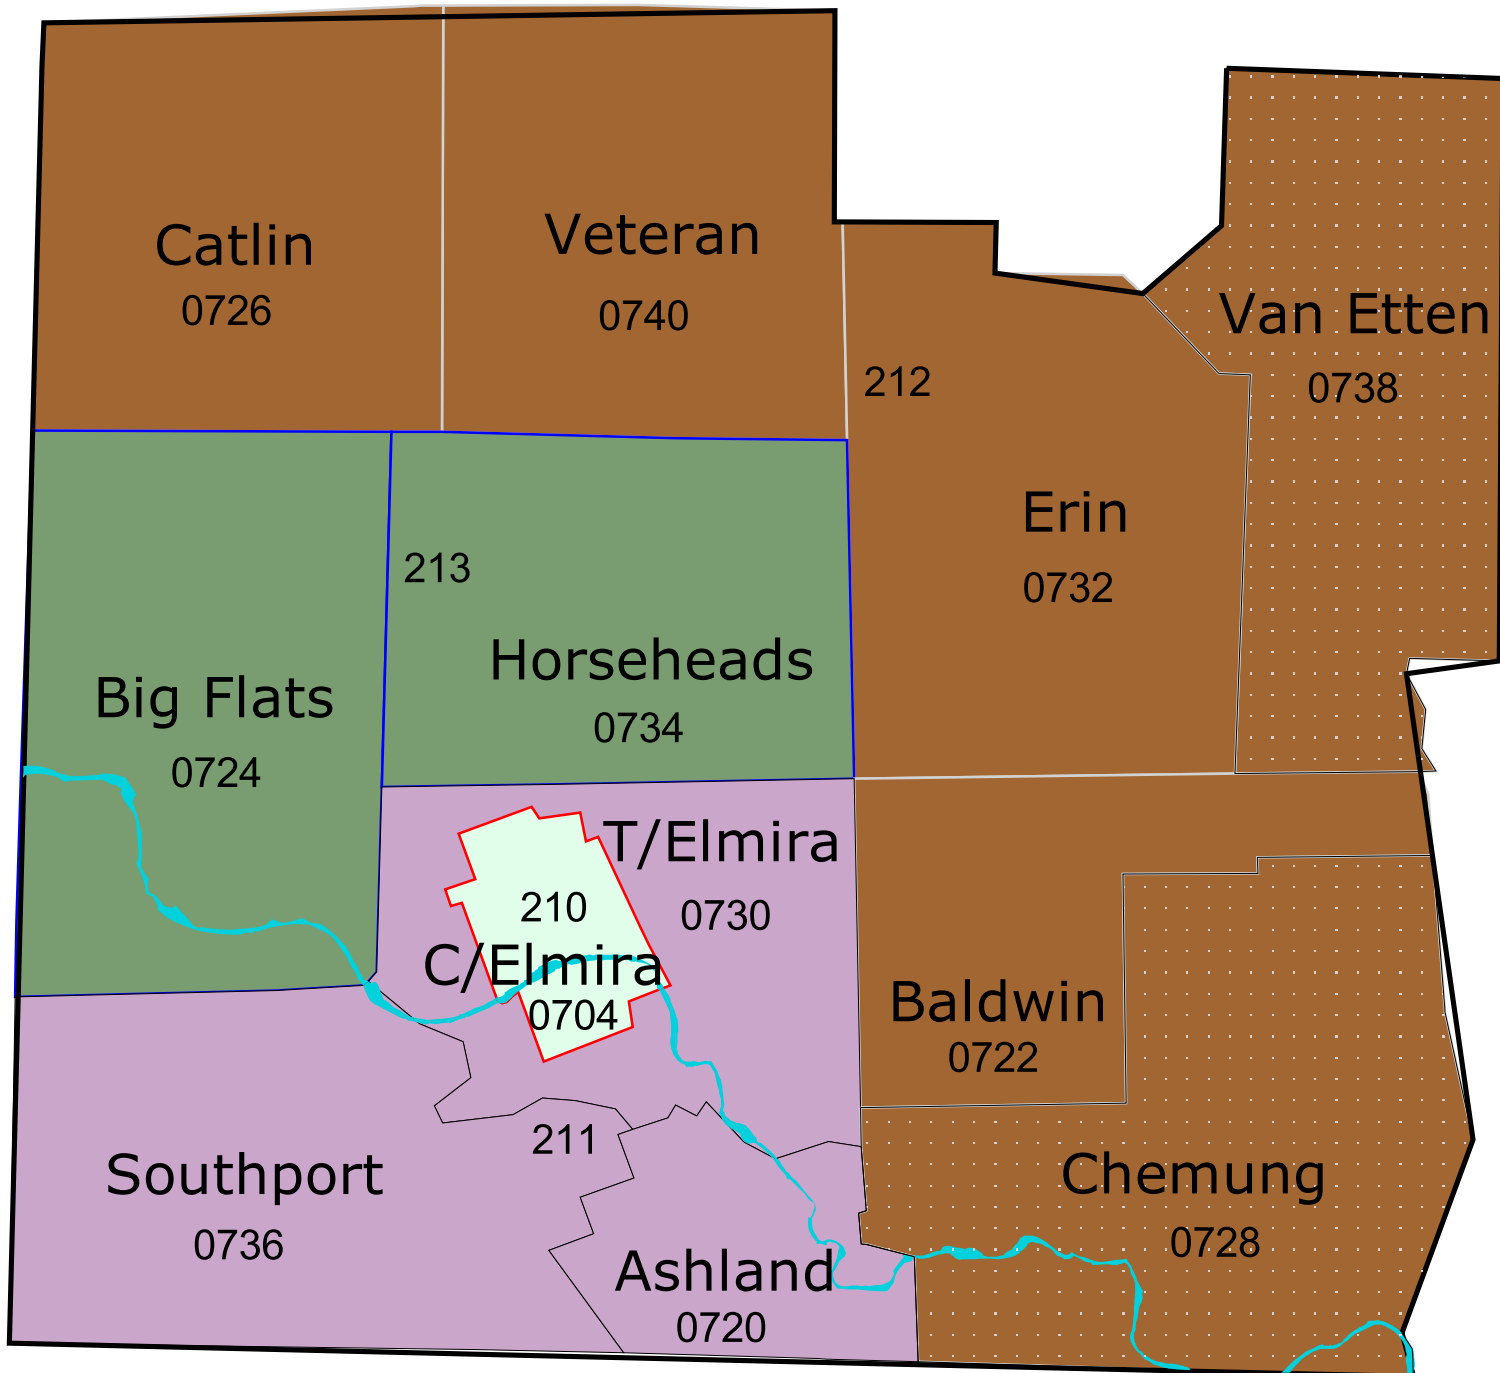 Catlin
0726
Veteran
0740
212
Van Etten
0738
Erin
0732
213
Horseheads
0734
Big Flats
0724
T/Elmira
0730
210
C/Elmira
0704
Baldwin
0722
211
Southport
0736
Chemung
0728
Ashland
0720